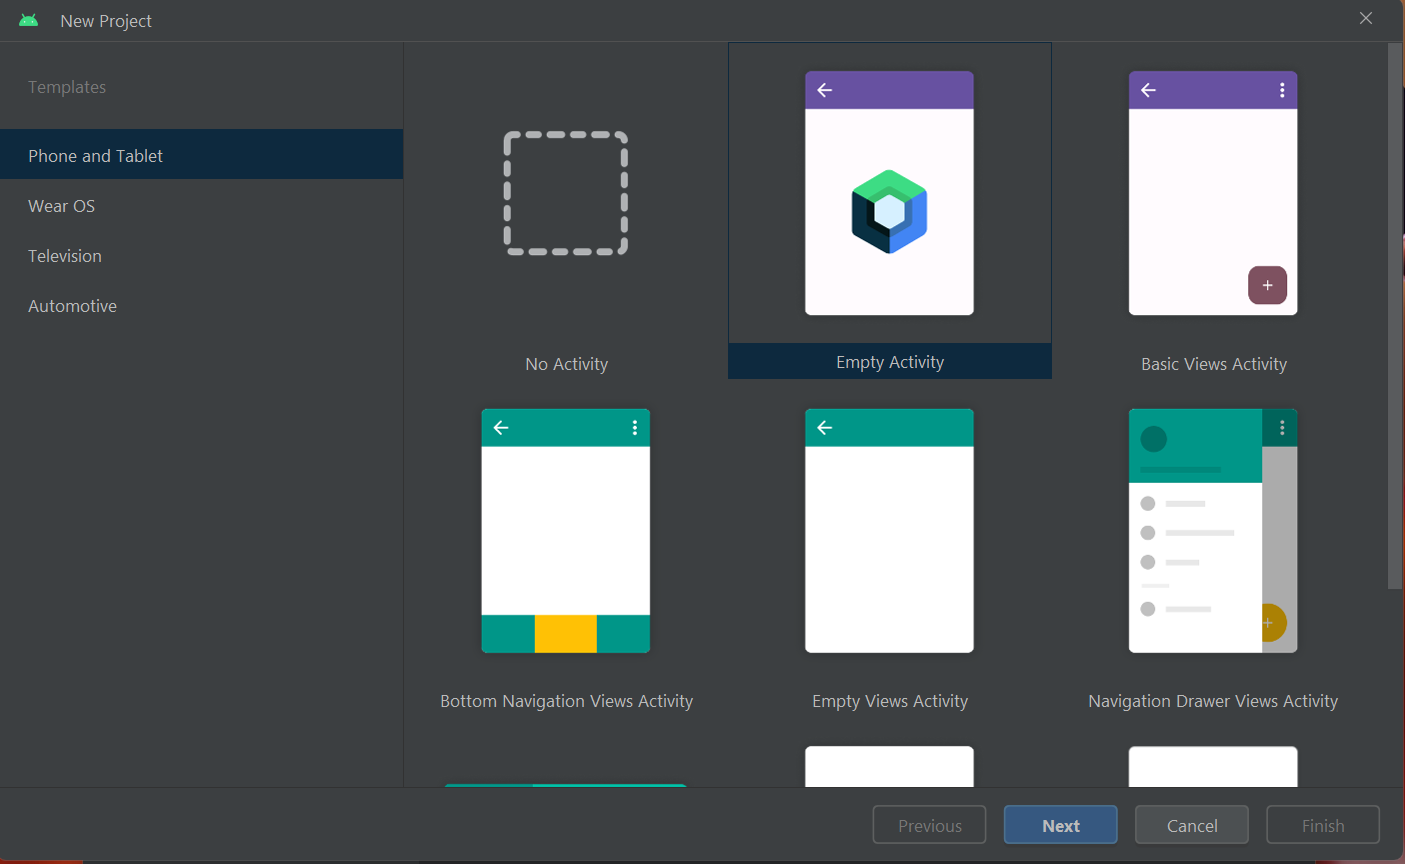 New Project
Templates
Phone and Tablet
Wear OS
Television
Automotive
No Activity
Empty Activity
Basic Views Activity
Bottom Navigation Views Activity
Empty Views Activity
Navigation Drawer Views Activity
Previous
Next
Cancel
Finish